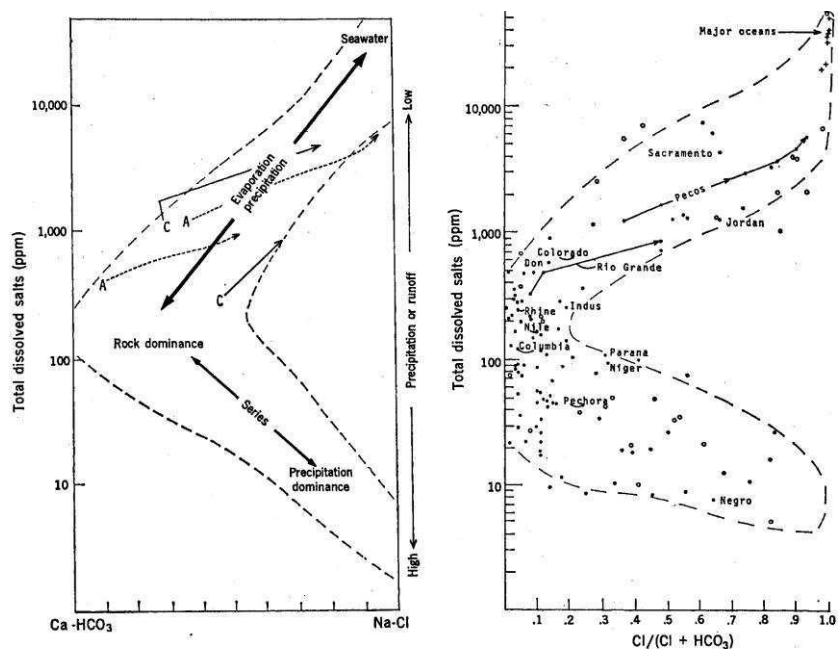 Total dissolved salts (ppm)
10,000
1,000
100
10
Seawater
Evaporation
precipitation
C
A
A
C
Rock dominance
Series
Precipitation
dominance
Ca -HCO₃
Na-Cl
Low
Precipitation or runoff
High
Total dissolved salts (ppm)
10,000
1,000
100
10
Major oceans
Sacramento
Pecos
Jordan
Colorado
Don
Rio Grande
Rhine
Indus
Nile
Columbia
Parana
Niger
Pechora
Negro
.1 .2 .3 .4 .5 .6 .7 .8 .9 1.0
Cl/(Cl + HCO₃)